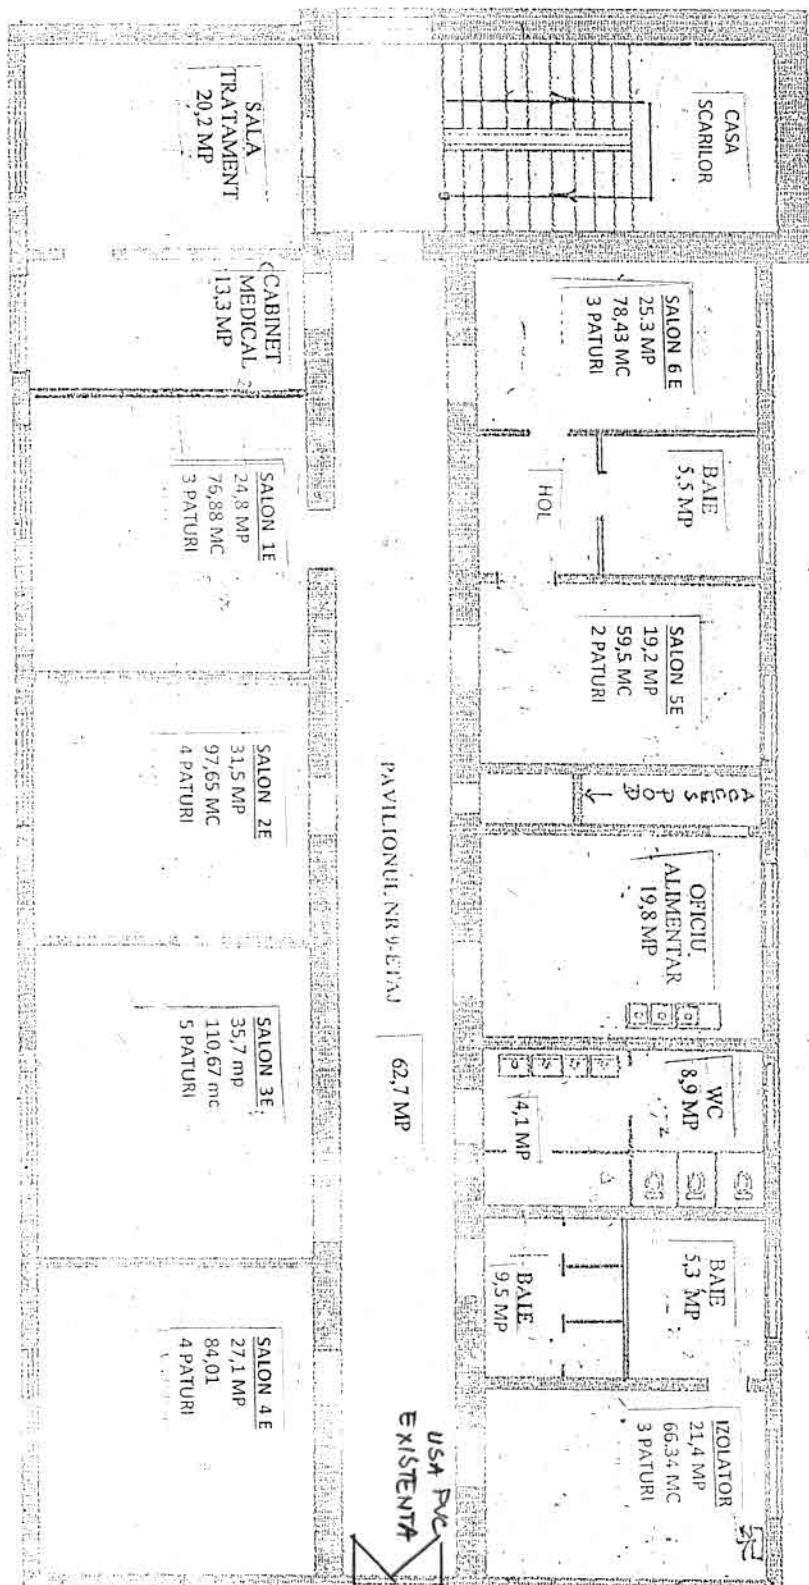 CASA
SCARILOR
SALON 6 E
25,3 MP
78,43 MC
3 PATURI
BAIE
5,5 MP
HOL
SALON 5E
19,2 MP
59,5 MC
2 PATURI
ACCES POD
OFICIU
ALIMENTAR
19,8 MP
WC
8,9 MP
4,1 MP
BAIE
5,3 MP
BAIE
9,5 MP
IZOLATOR
21,4 MP
66,34 MC
3 PATURI
PAVILIONUL NR 9-ETAJ
62,7 MP
USA PVC
EXISTENTA
SALA
TRATAMENT
20,2 MP
CABINET
MEDICAL
13,3 MP
SALON 1E
24,8 MP
76,88 MC
3 PATURI
SALON 2E
31,5 MP
97,65 MC
4 PATURI
SALON 3E
35,7 mp
110,67 mc
5 PATURI
SALON 4 E
27,1 MP
84,01
4 PATURI